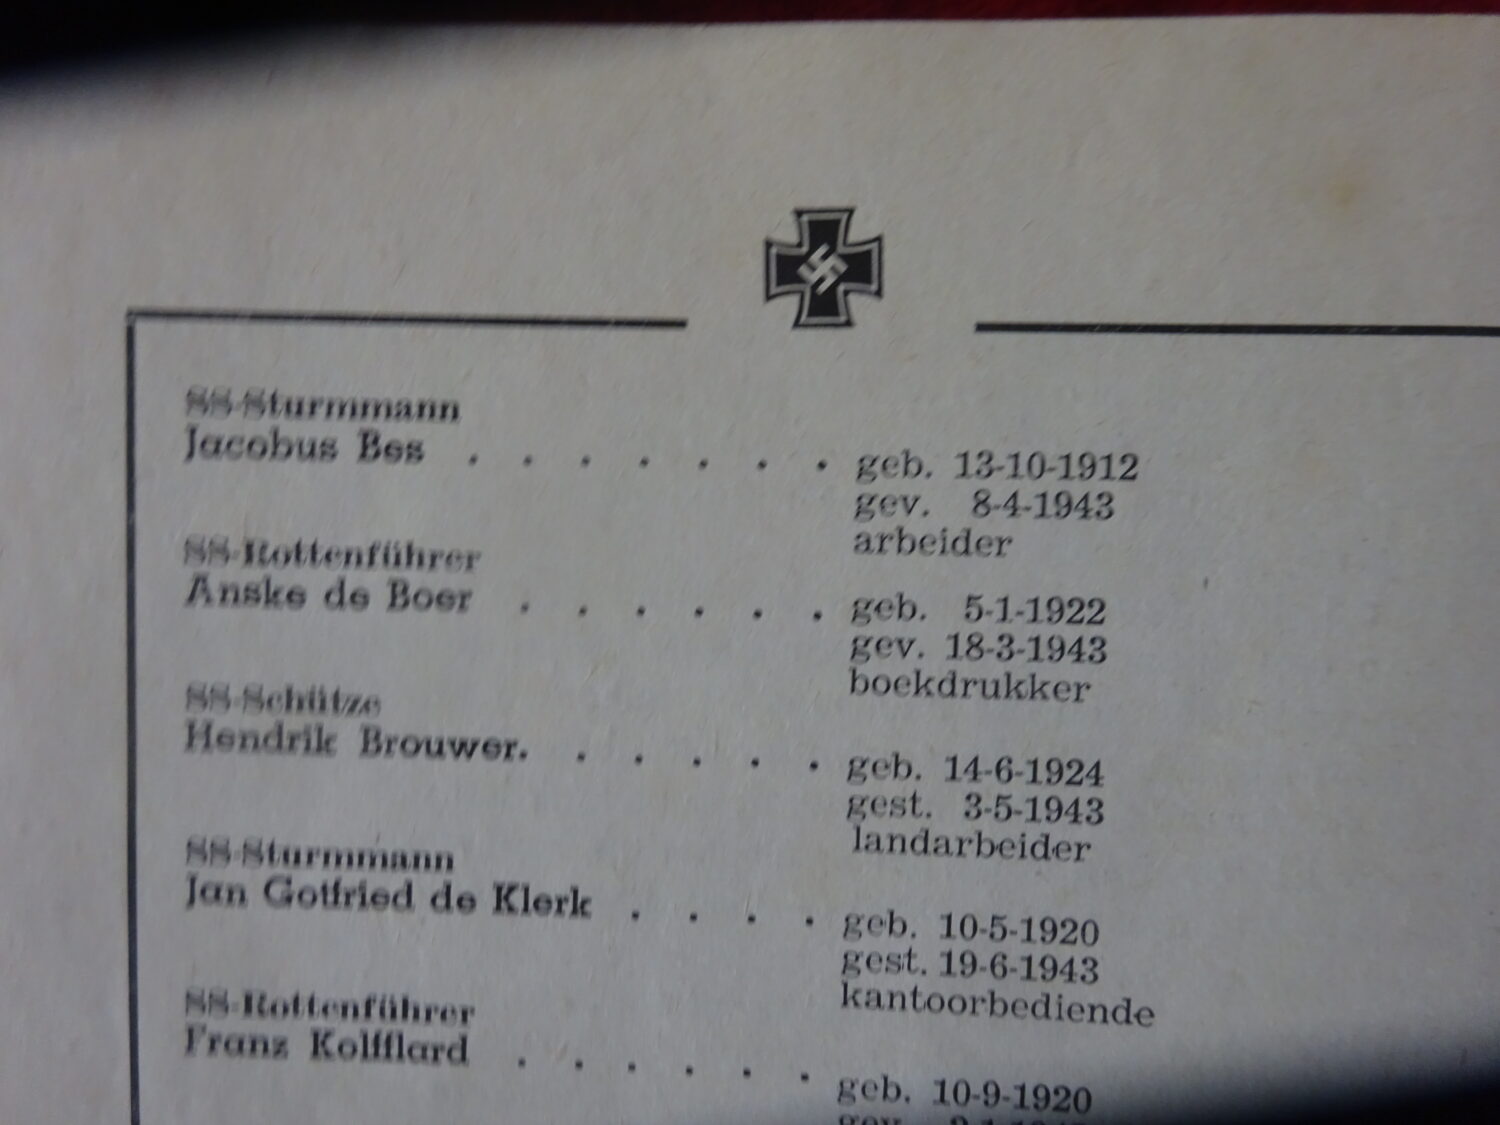 SS-Sturmmann
Jacobus Bes . . . . . . . geb. 13-10-1912
gev. 8-4-1943
arbeider
SS-Rottenführer
Anske de Boer . . . . . . geb. 5-1-1922
gev. 18-3-1943
boekdrukker
SS-Schütze
Hendrik Brouwer. . . . . . geb. 14-6-1924
gest. 3-5-1943
landarbeider
SS-Sturmmann
Jan Gotfried de Klerk . . . . geb. 10-5-1920
gest. 19-6-1943
kantoorbediende
SS-Rottenführer
Franz Kolfflard . . . . . . geb. 10-9-1920
gev.